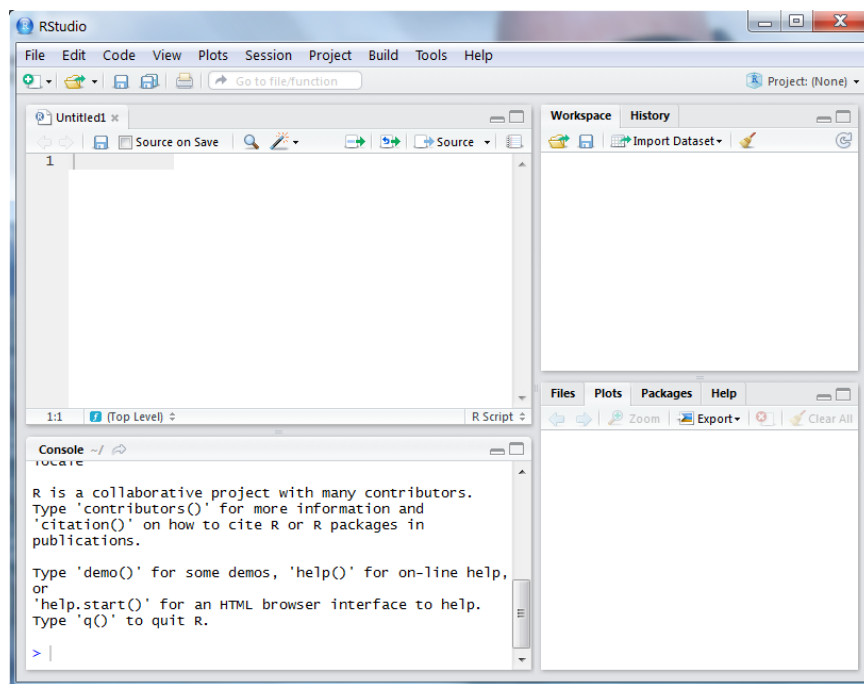 RStudio
File Edit Code View Plots Session Project Build Tools Help
Go to file/function
Project: (None)
Untitled1
Source on Save
Source
1
1:1 (Top Level)
R Script
Console ~/
locale
R is a collaborative project with many contributors.
Type 'contributors()' for more information and
'citation()' on how to cite R or R packages in
publications.
Type 'demo()' for some demos, 'help()' for on-line help,
or
'help.start()' for an HTML browser interface to help.
Type 'q()' to quit R.
>
Workspace History
Import Dataset
Files Plots Packages Help
Zoom Export Clear All